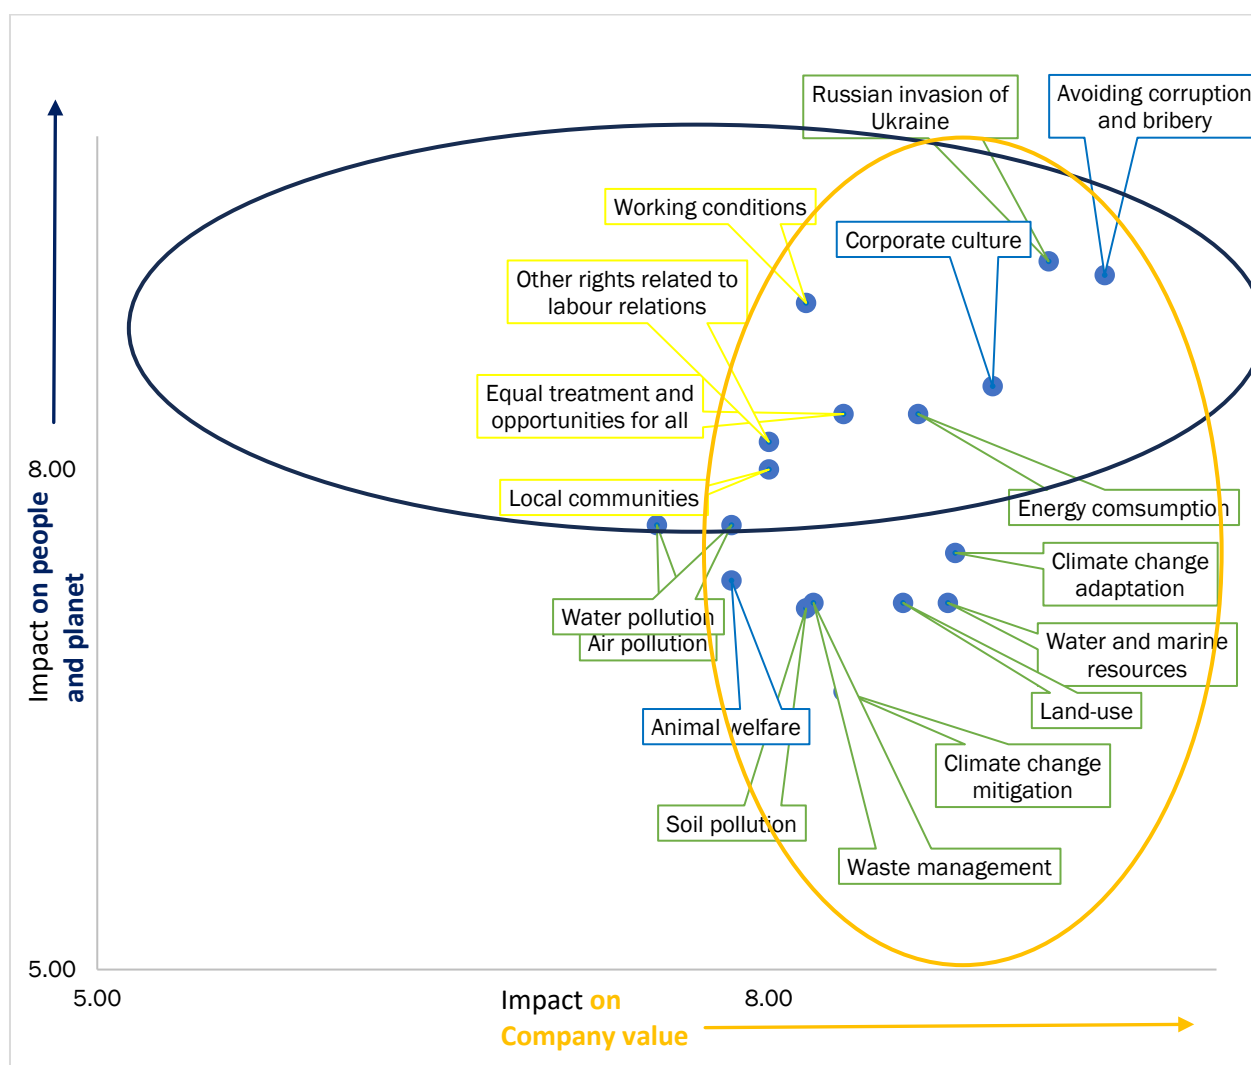 Russian invasion of
Ukraine
Avoiding corruption
and bribery
Working conditions
Corporate culture
Other rights related to
labour relations
Equal treatment and
opportunities for all
8.00
Local communities
Energy comsumption
Climate change
adaptation
Water pollution
Air pollution
Water and marine
resources
Impact on people
and planet
Land-use
Animal welfare
Climate change
mitigation
Soil pollution
Waste management
5.00
5.00
8.00
Impact on
Company value